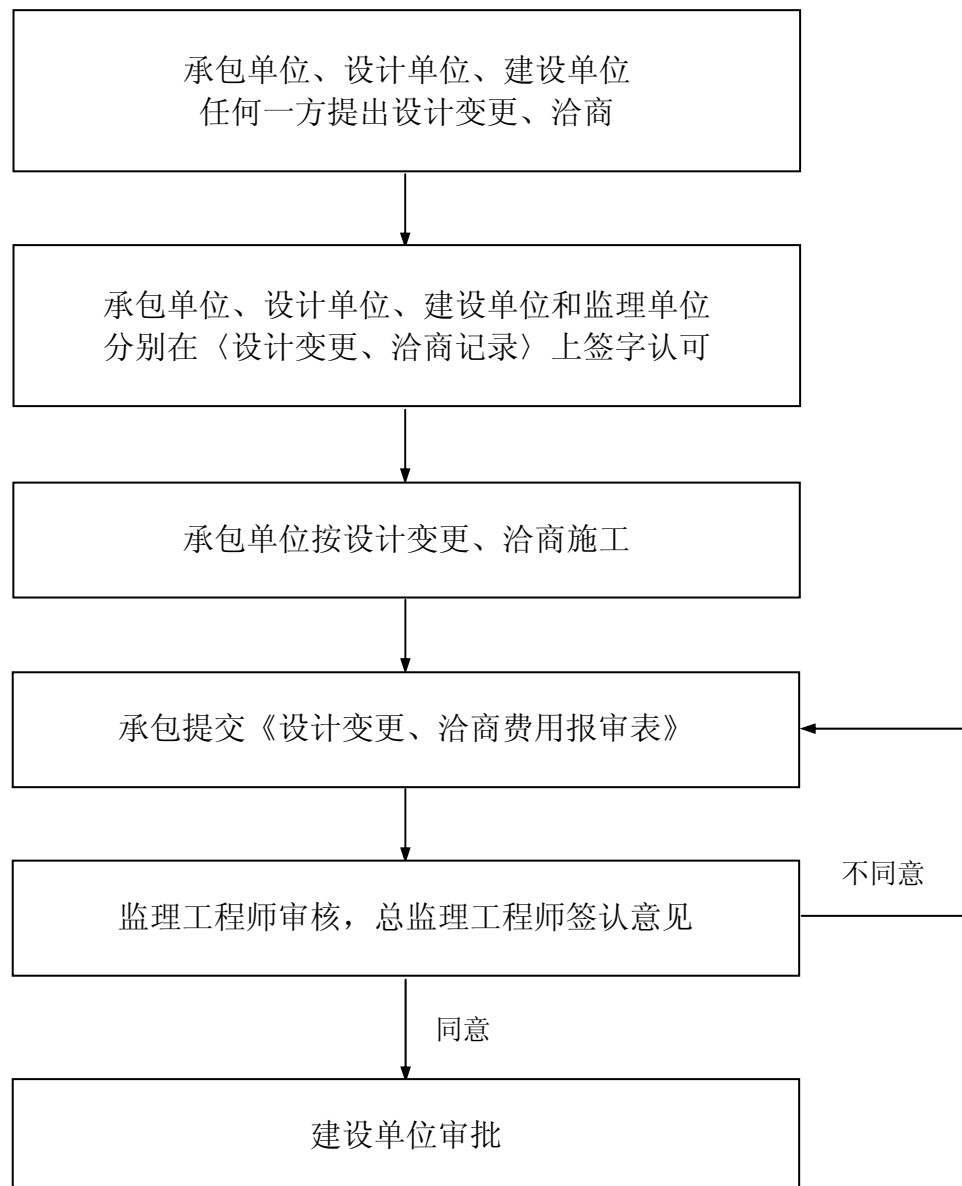 承包单位、设计单位、建设单位
任何一方提出设计变更、洽商
承包单位、设计单位、建设单位和监理单位
分别在〈设计变更、洽商记录〉上签字认可
承包单位按设计变更、洽商施工
承包提交《设计变更、洽商费用报审表》
不同意
监理工程师审核，总监理工程师签认意见
同意
建设单位审批